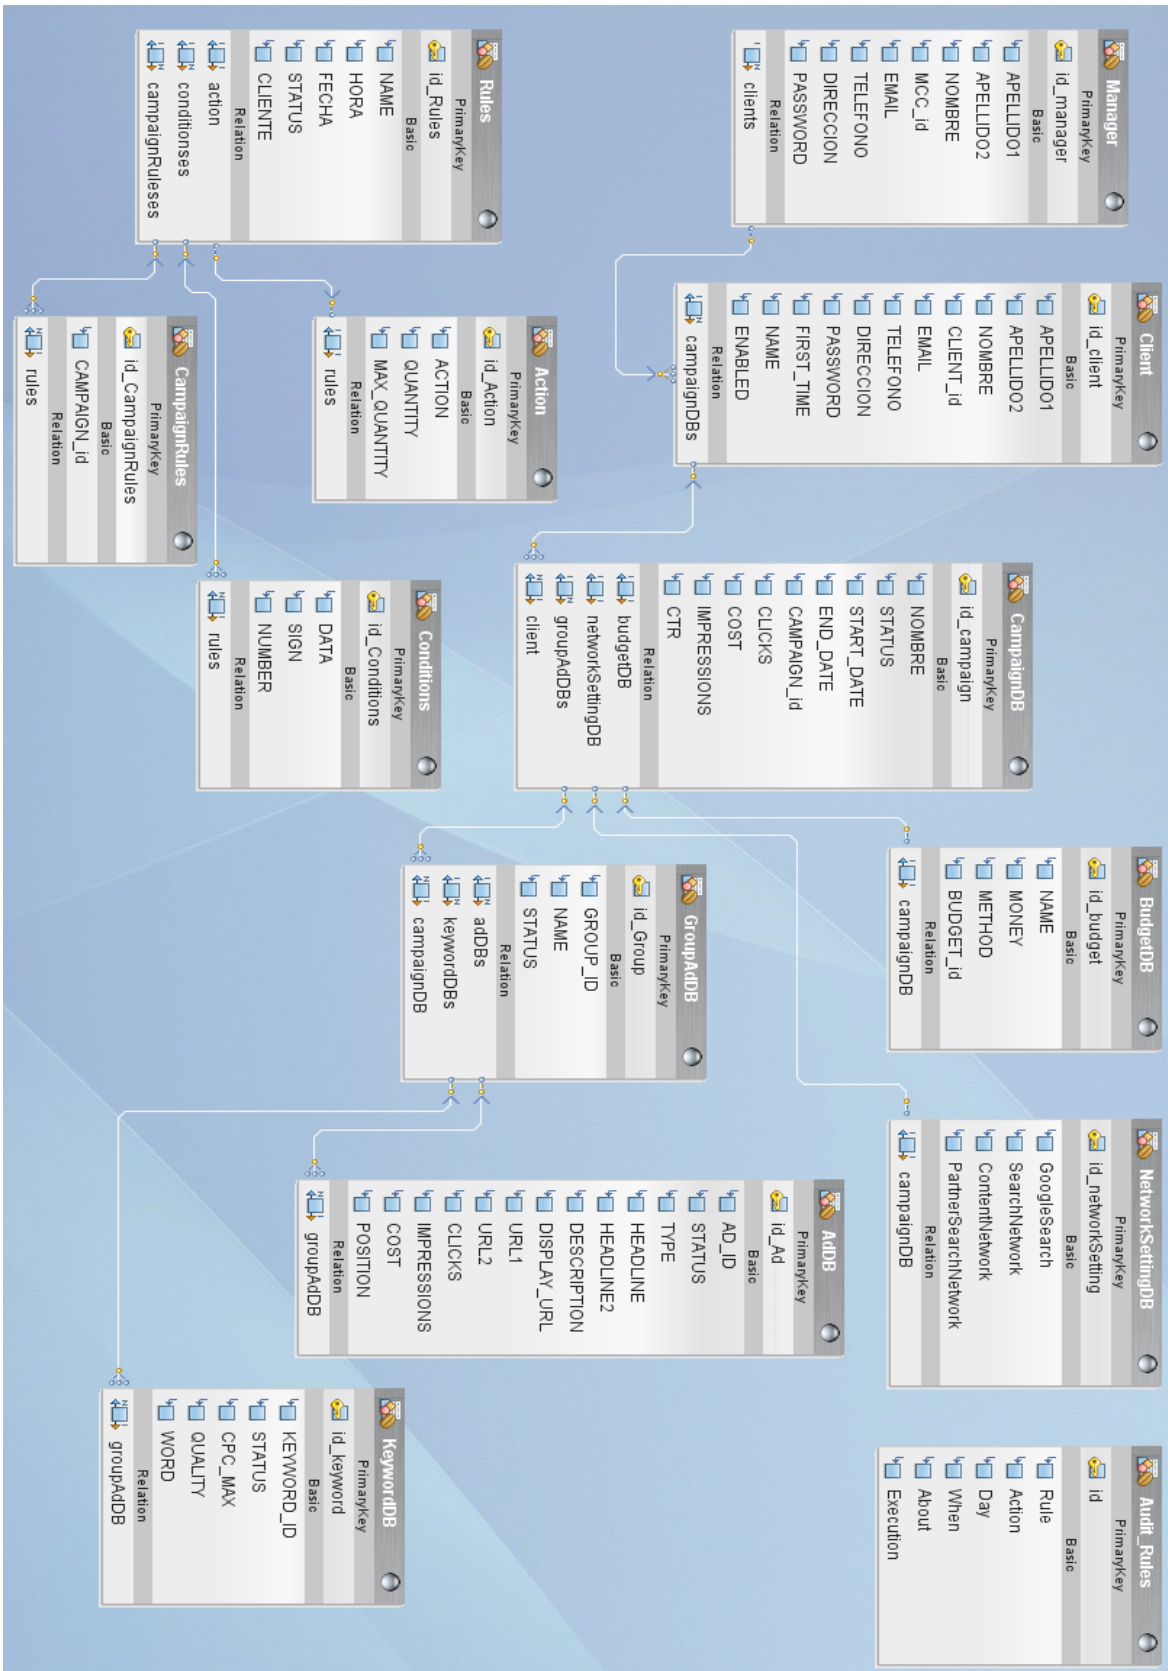 Manager
PrimaryKey
id_manager
Basic
APELLIDO1
APELLIDO2
NOMBRE
MCC_id
EMAIL
TELEFONO
DIRECCION
PASSWORD
Relation
clients
Client
PrimaryKey
id_client
Basic
APELLIDO1
APELLIDO2
NOMBRE
CLIENT_id
EMAIL
TELEFONO
DIRECCION
PASSWORD
FIRST_TIME
NAME
ENABLED
Relation
campaignDBs
CampaignDB
PrimaryKey
id_campaign
Basic
NOMBRE
STATUS
START_DATE
END_DATE
CAMPAIGN_id
CLICKS
COST
IMPRESSIONS
CTR
Relation
budgetDB
networkSettingDB
groupAdDBs
client
BudgetDB
PrimaryKey
id_budget
Basic
NAME
MONEY
METHOD
BUDGET_id
Relation
campaignDB
NetworkSettingDB
PrimaryKey
id_networkSetting
Basic
GoogleSearch
SearchNetwork
ContentNetwork
PartnerSearchNetwork
Relation
campaignDB
Audit_Rules
PrimaryKey
id
Basic
Rule
Action
Day
When
About
Execution
Rules
PrimaryKey
id_Rules
Basic
NAME
HORA
FECHA
STATUS
CLIENTE
Relation
action
conditionses
campaignRuleses
Action
PrimaryKey
id_Action
Basic
ACTION
QUANTITY
MAX_QUANTITY
Relation
rules
CampaignRules
PrimaryKey
id_CampaignRules
Basic
CAMPAIGN_id
Relation
rules
Conditions
PrimaryKey
id_Conditions
Basic
DATA
SIGN
NUMBER
Relation
rules
GroupAdDB
PrimaryKey
id_Group
Basic
GROUP_ID
NAME
STATUS
Relation
adDBs
keywordDBs
campaignDB
AdDB
PrimaryKey
id_Ad
Basic
AD_ID
STATUS
TYPE
HEADLINE
HEADLINE2
DESCRIPTION
DISPLAY_URL
URL1
URL2
CLICKS
IMPRESSIONS
COST
POSITION
Relation
groupAdDB
KeywordDB
PrimaryKey
id_keyword
Basic
KEYWORD_ID
STATUS
CPC_MAX
QUALITY
WORD
Relation
groupAdDB